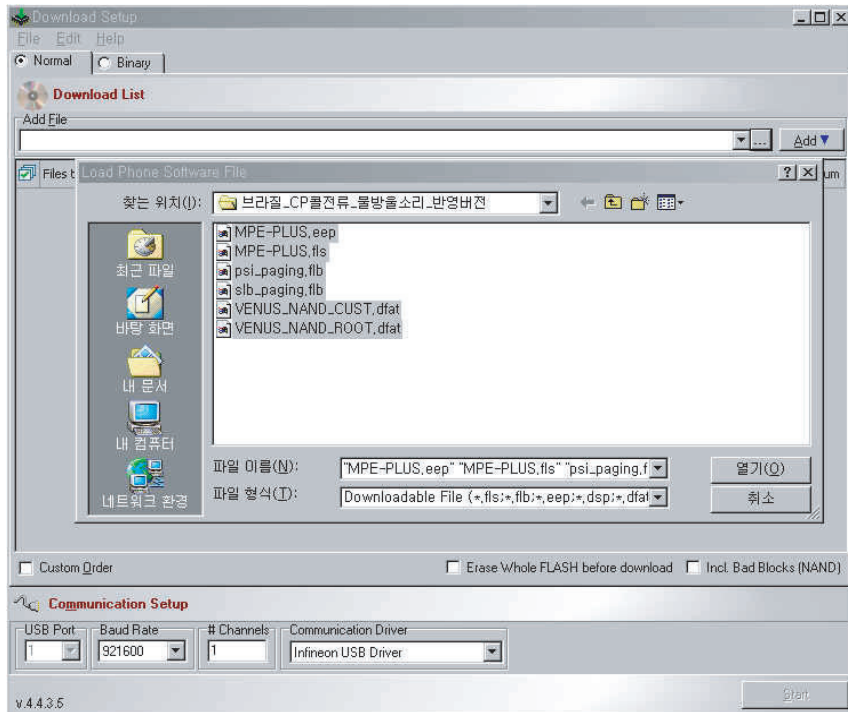 Download Setup
File Edit Help
Normal Binary
Download List
Add File
... Add
Files t um
Load Phone Software File
찾는 위치(I): 브라질_CP콜전류_물방울소리_반영버전
최근 파일
바탕 화면
내 문서
내 컴퓨터
네트워크 환경
MPE-PLUS.eep
MPE-PLUS.fls
psi_paging.flb
slb_paging.flb
VENUS_NAND_CUST.dfat
VENUS_NAND_ROOT.dfat
파일 이름(N): "MPE-PLUS.eep" "MPE-PLUS.fls" "psi_paging.f 열기(O)
파일 형식(T): Downloadable File (*.fls;*.flb;*.eep;*.dsp;*.dfat 취소
Custom Order Erase Whole FLASH before download Incl. Bad Blocks (NAND)
Communication Setup
USB Port Baud Rate # Channels Communication Driver
1 921600 1 Infineon USB Driver
v.4.4.3.5 Start